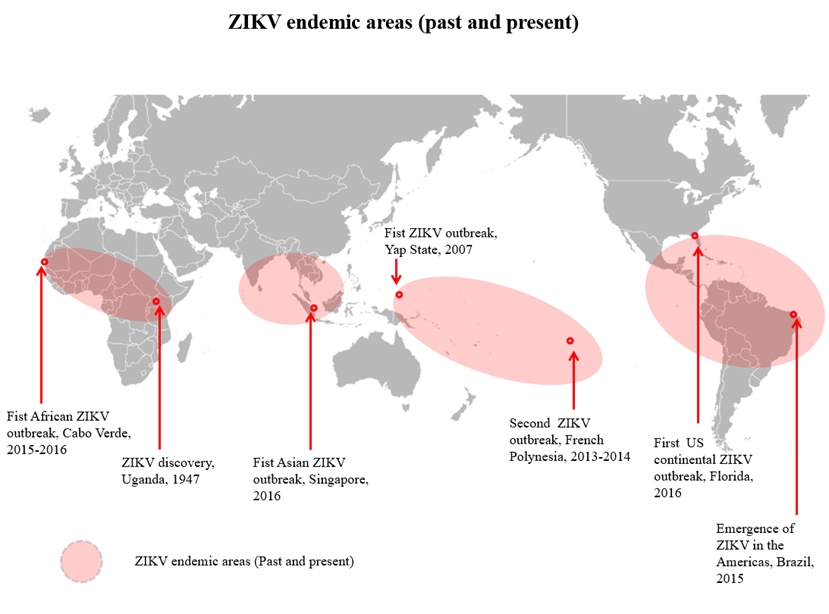 ZIKV endemic areas (past and present)
Fist ZIKV outbreak,
Yap State, 2007
Fist African ZIKV
outbreak, Cabo Verde,
2015-2016
ZIKV discovery,
Uganda, 1947
Fist Asian ZIKV
outbreak, Singapore,
2016
Second ZIKV
outbreak, French
Polynesia, 2013-2014
First US
continental ZIKV
outbreak, Florida,
2016
Emergence of
ZIKV in the
Americas, Brazil,
2015
ZIKV endemic areas (Past and present)